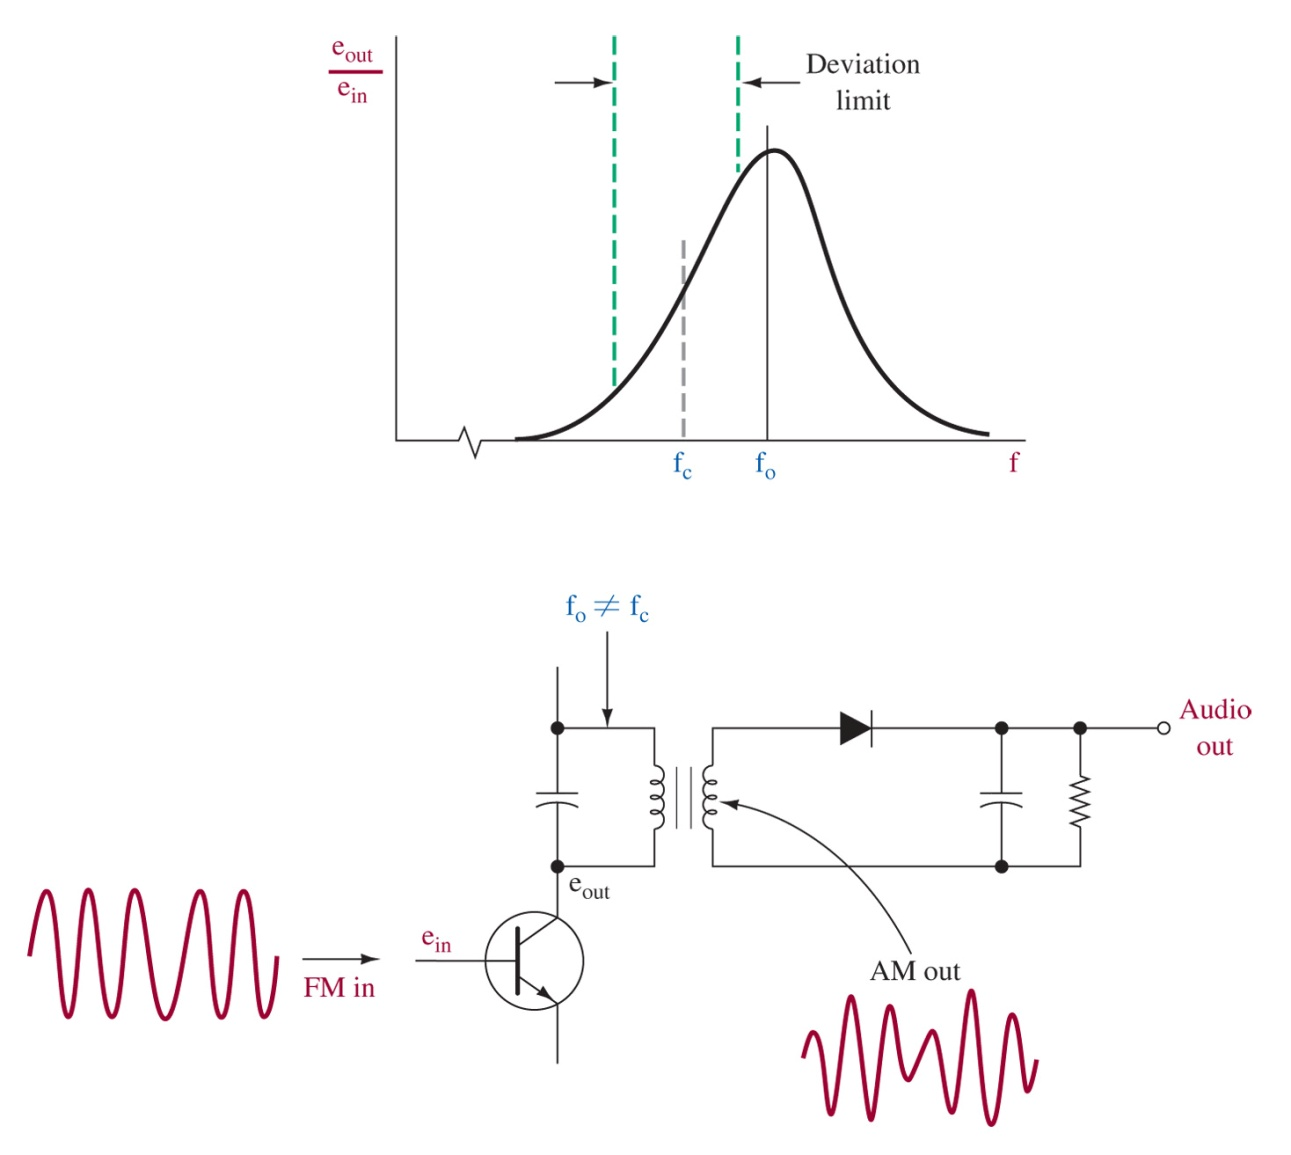 e_out
e_in
Deviation
limit
f_c
f_o
f
f_o ≠ f_c
Audio
out
e_out
e_in
FM in
AM out